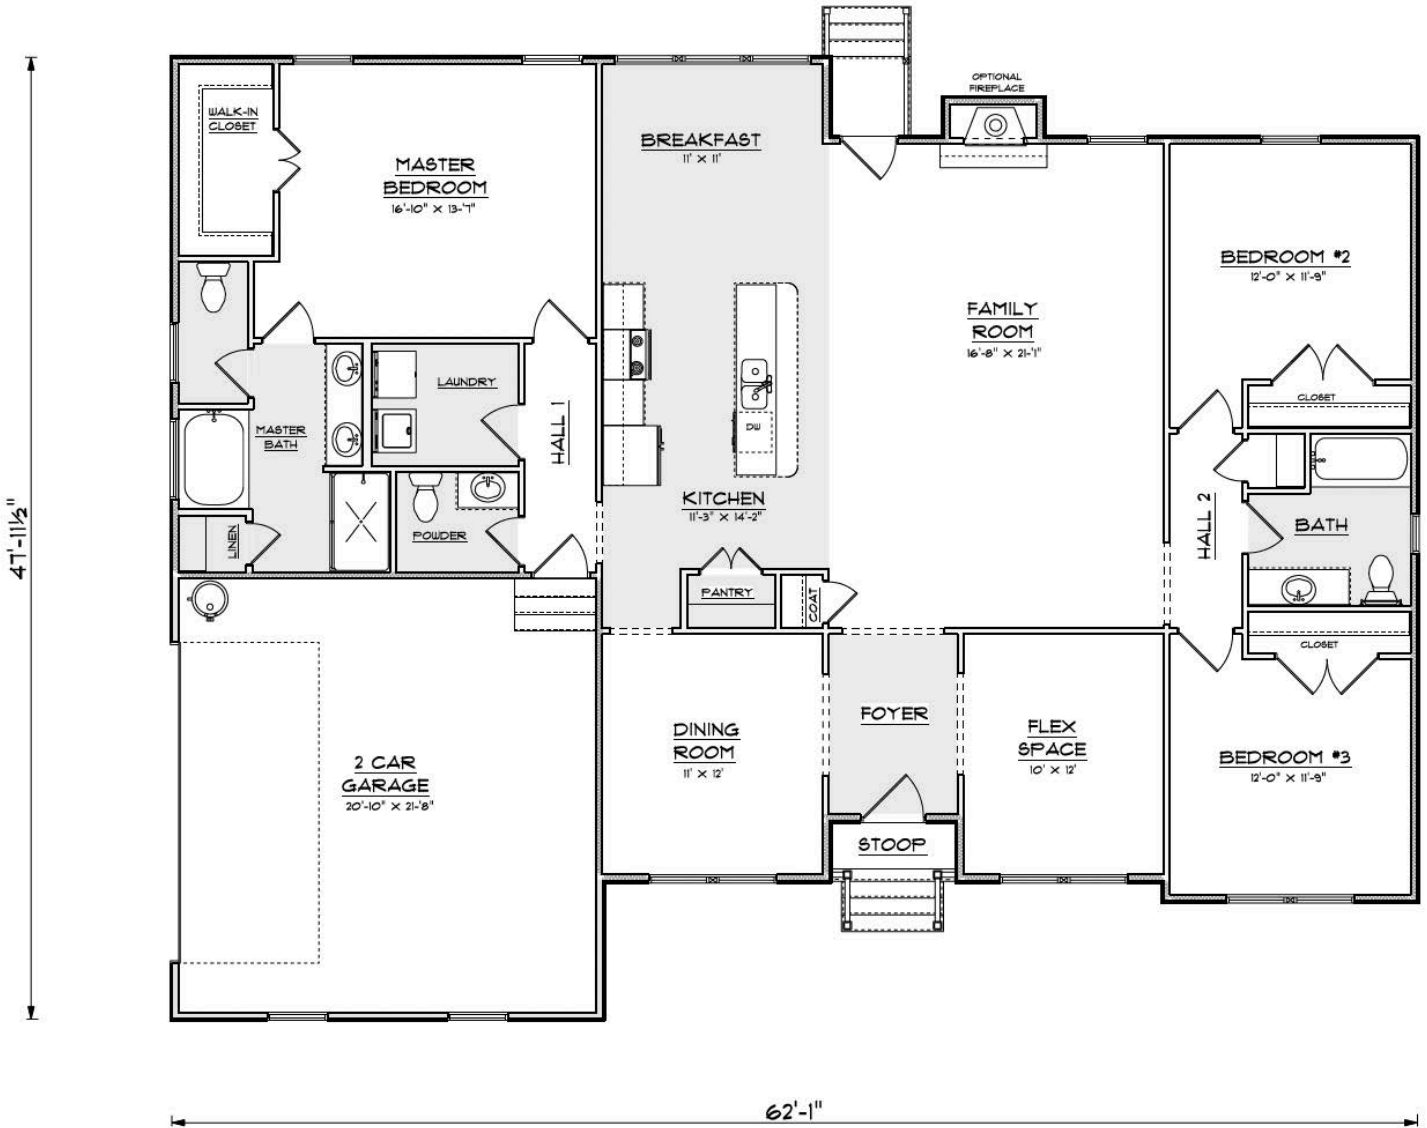 OPTIONAL
FIREPLACE
WALK-IN
CLOSET
MASTER
BEDROOM
16'-10" X 13-'7"
BREAKFAST
11' X 11'
BEDROOM #2
12'-0" X 11'-9"
FAMILY
ROOM
16'-8" X 21-'1"
LAUNDRY
CLOSET
MASTER
BATH
HALL 1
DW
KITCHEN
11'-3" X 14'-2"
LINEN
POWDER
HALL 2
BATH
PANTRY
COAT
CLOSET
47'-11½"
DINING
ROOM
11' X 12'
FOYER
FLEX
SPACE
10' X 12'
BEDROOM #3
12'-0" X 11'-9"
2 CAR
GARAGE
20'-10" X 21-'8"
STOOP
62'-1"